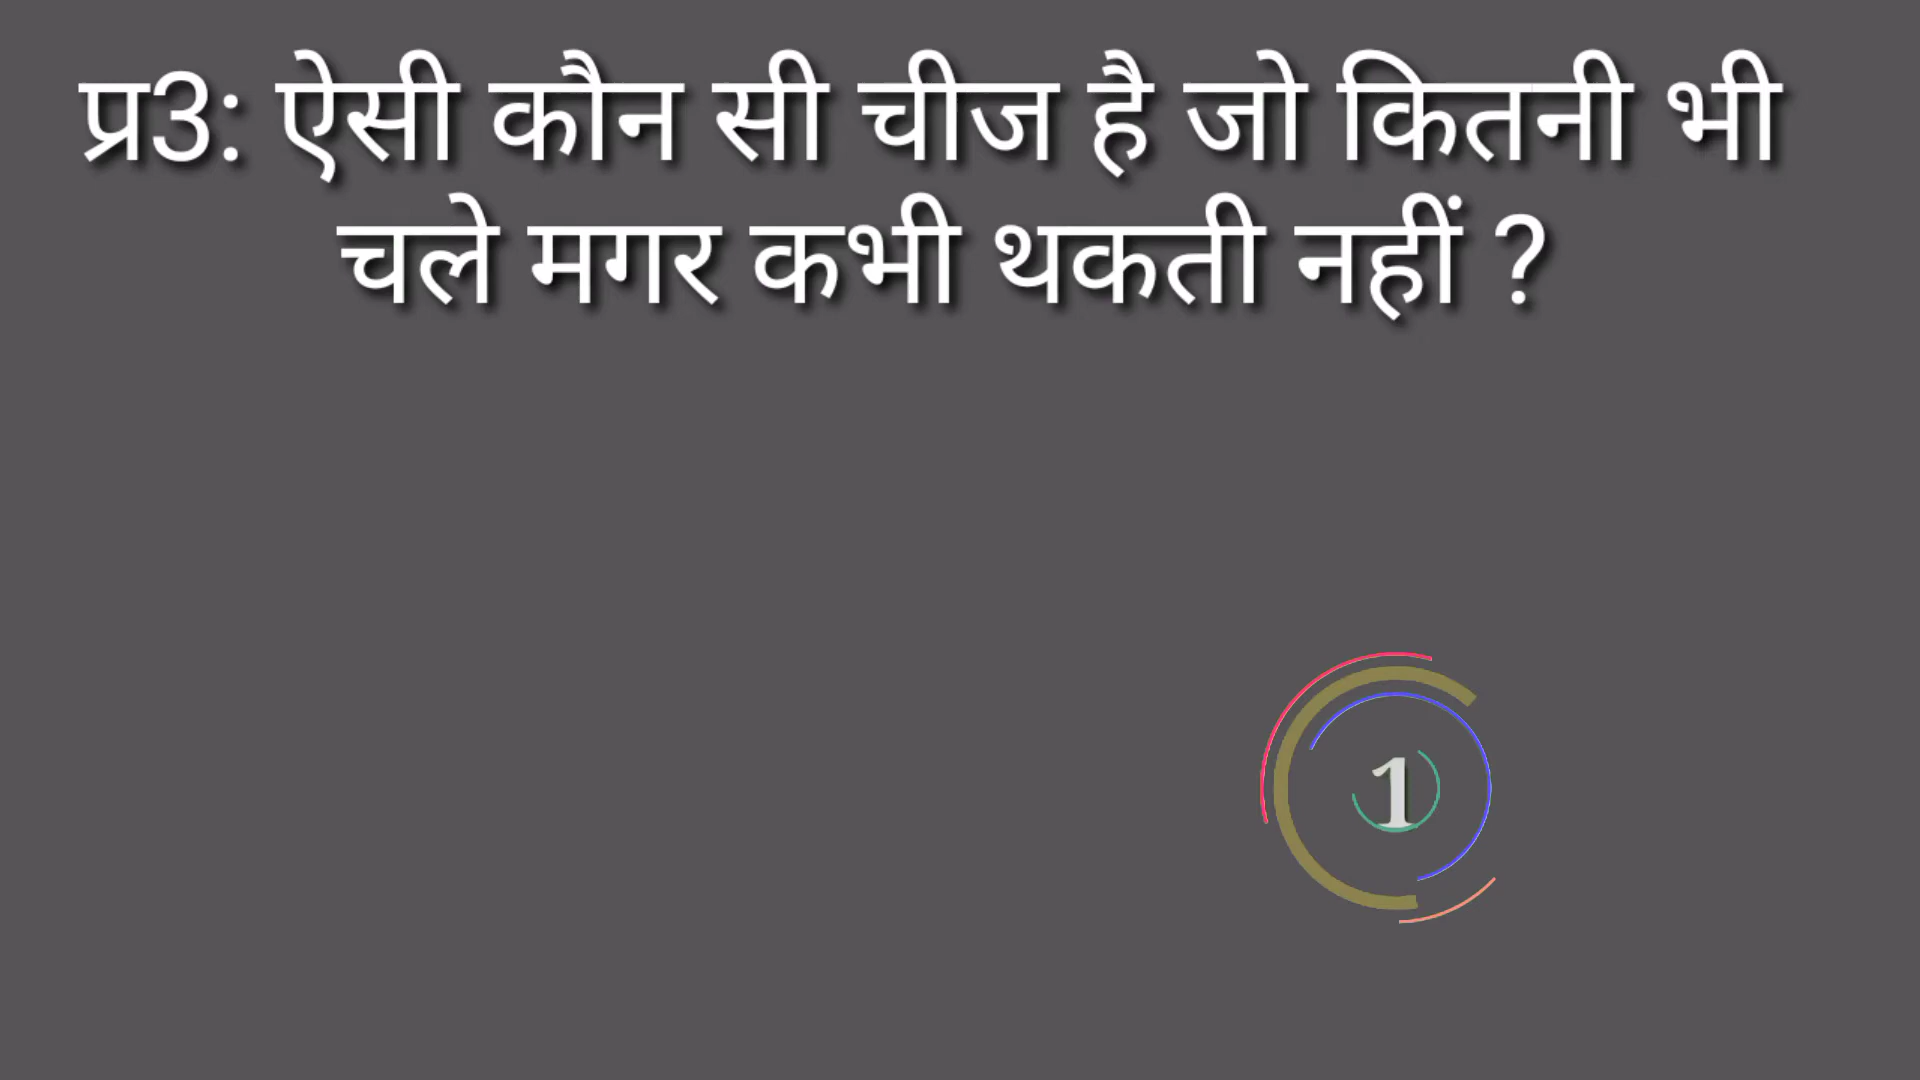 प्र3: ऐसी कौन सी चीज है जो कितनी भी
चले मगर कभी थकती नहीं ?
1